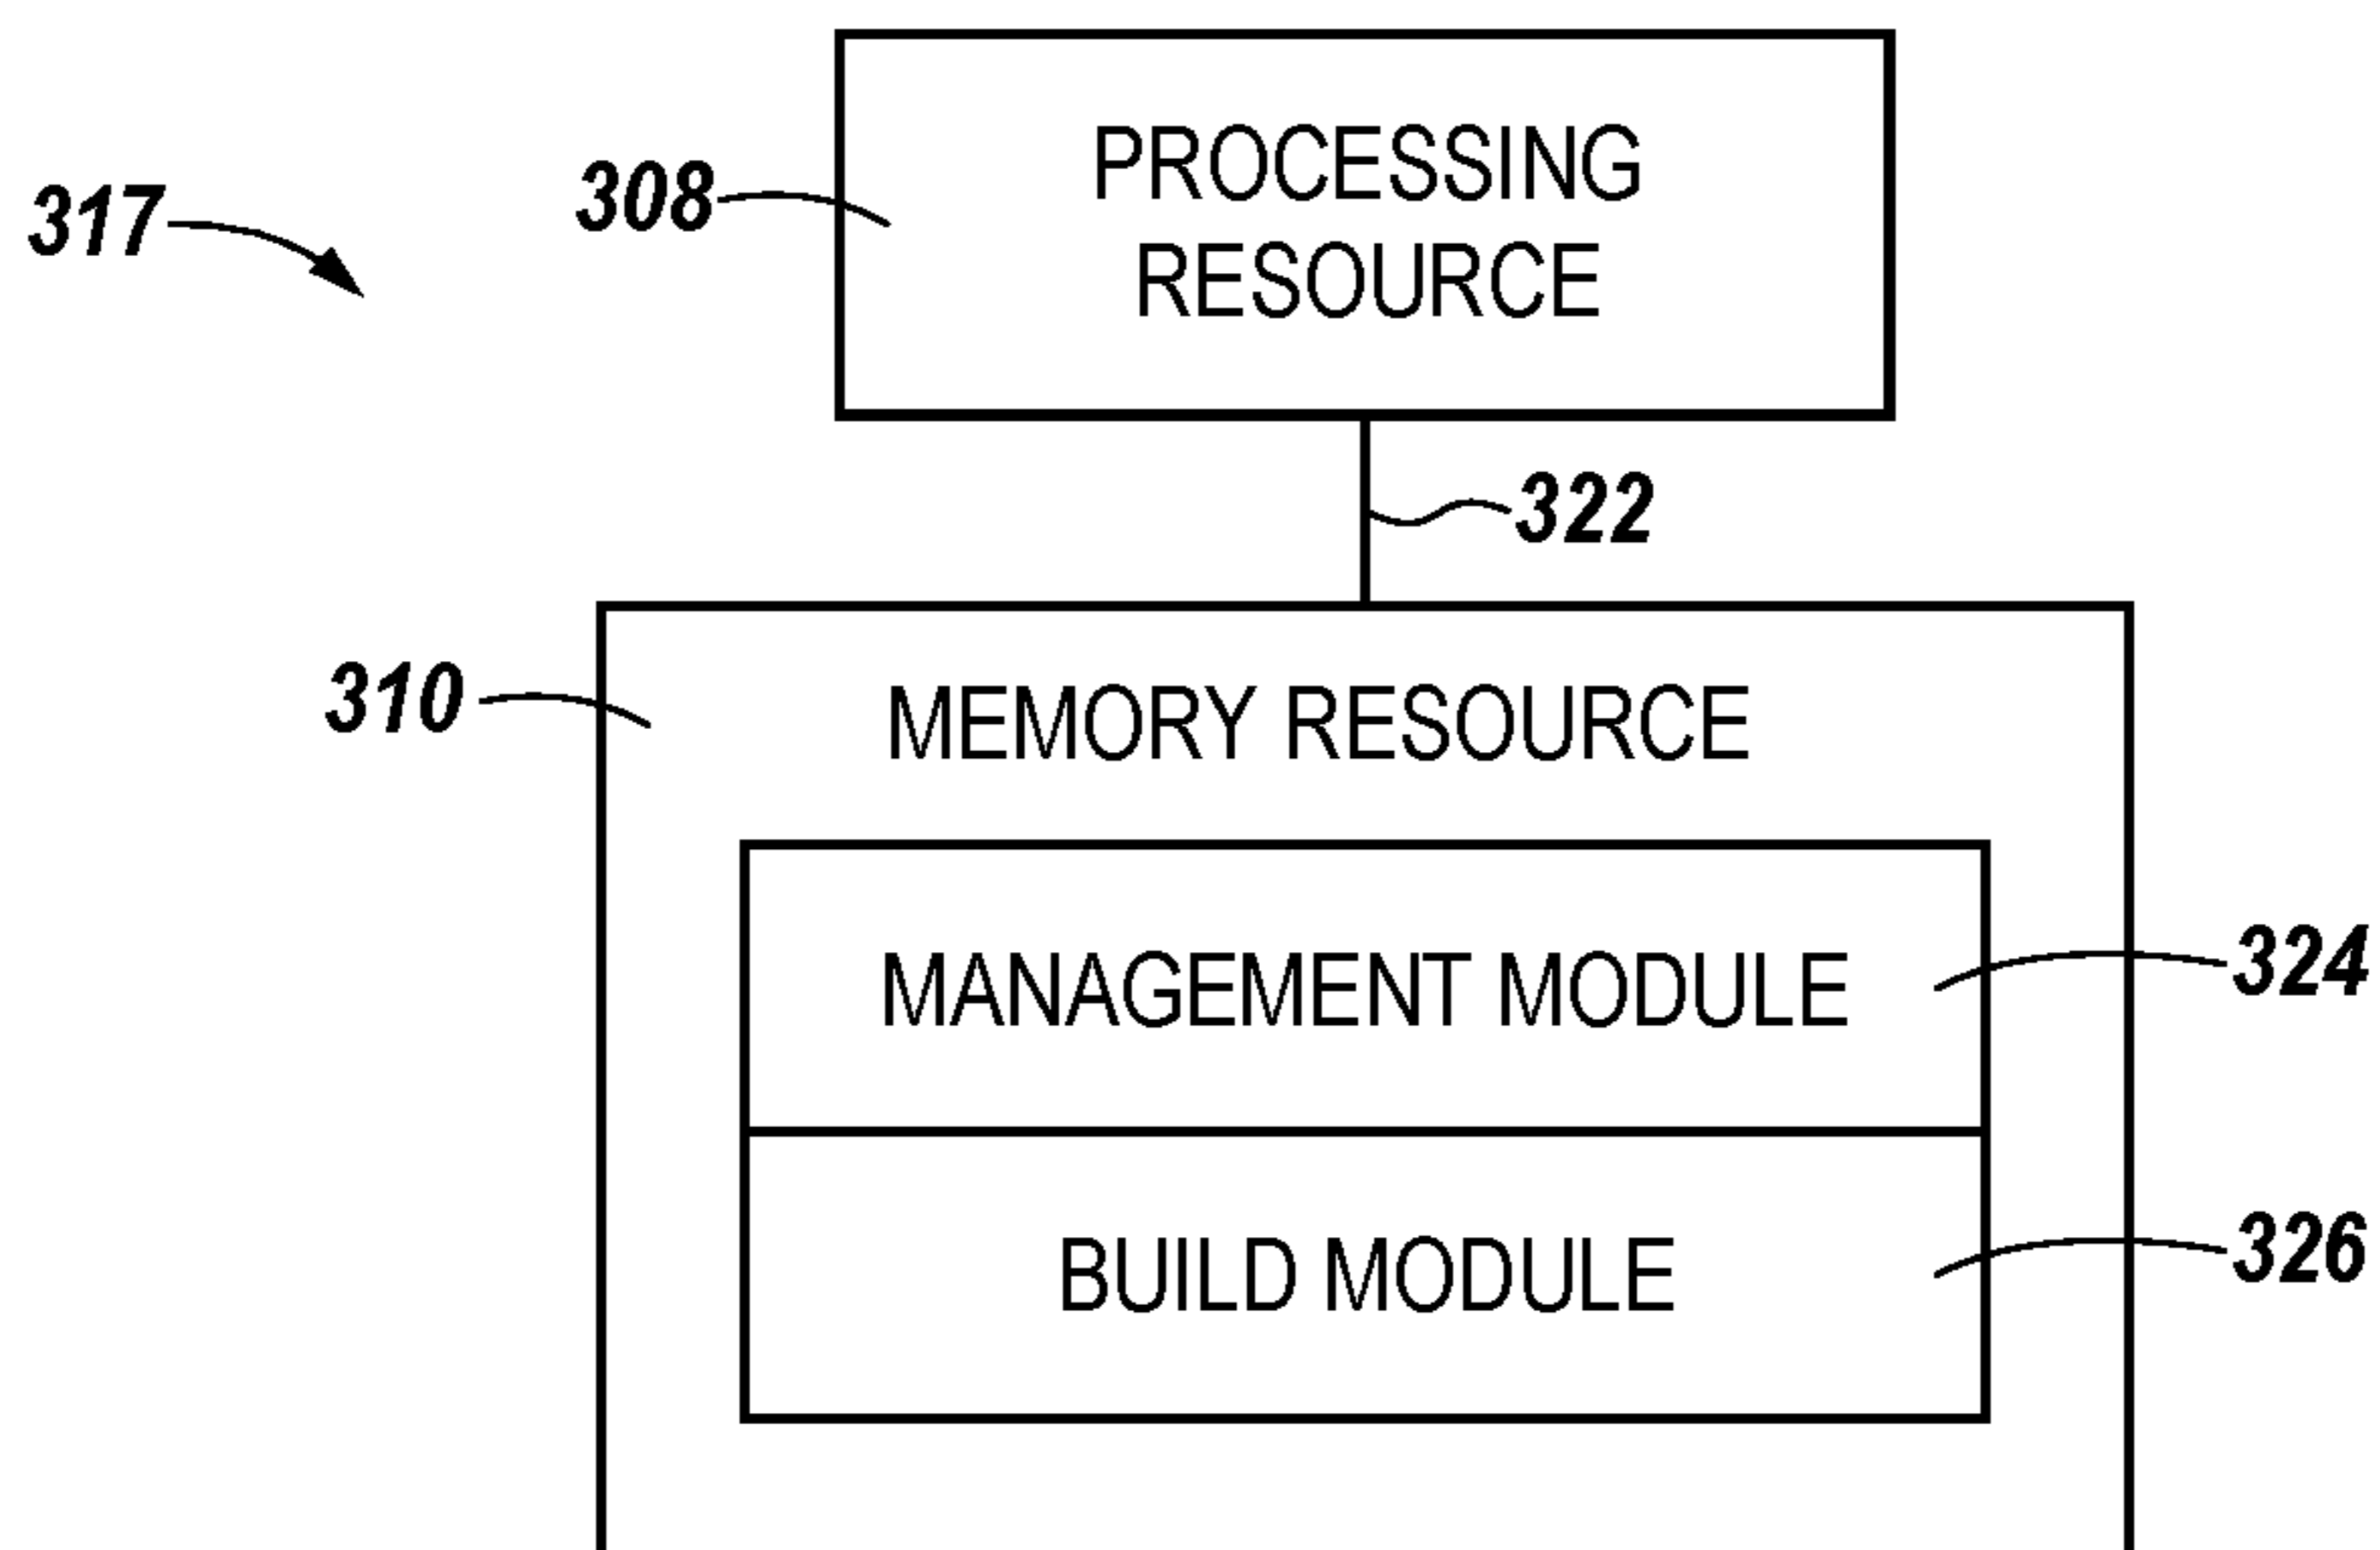 PROCESSING
RESOURCE
308
317
322
310
MEMORY RESOURCE
MANAGEMENT MODULE
324
BUILD MODULE
326